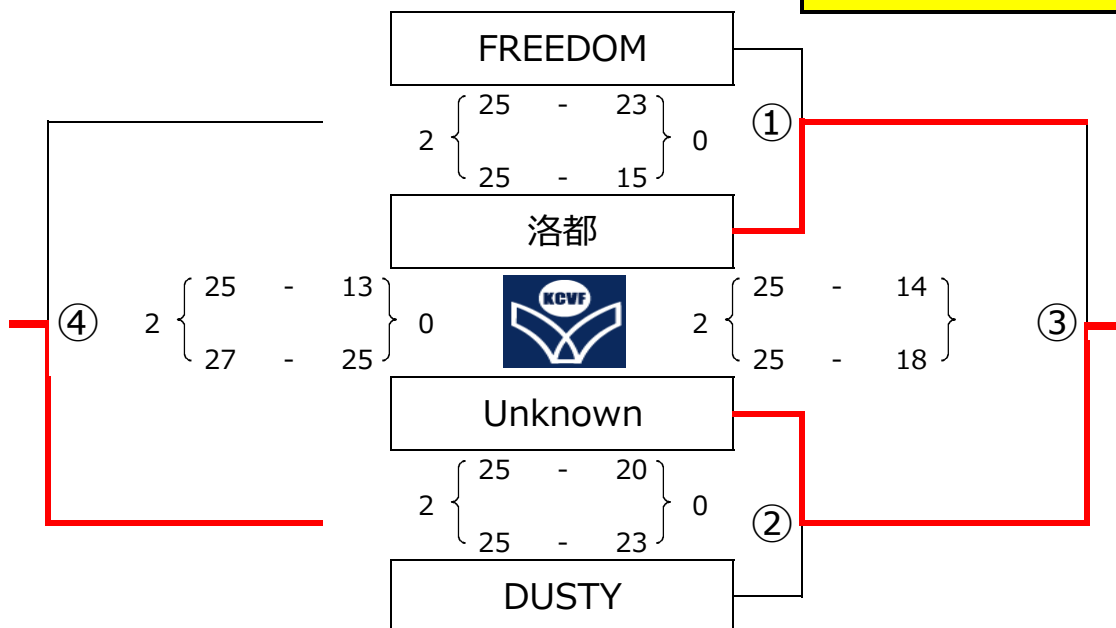 FREEDOM
25 - 23
① 
2 0
25 - 15
洛都
KCVF
25 - 13
25 - 14
④ 2 0
2 ③
27 - 25
25 - 18
Unknown
25 - 20
2 0
②
25 - 23
DUSTY